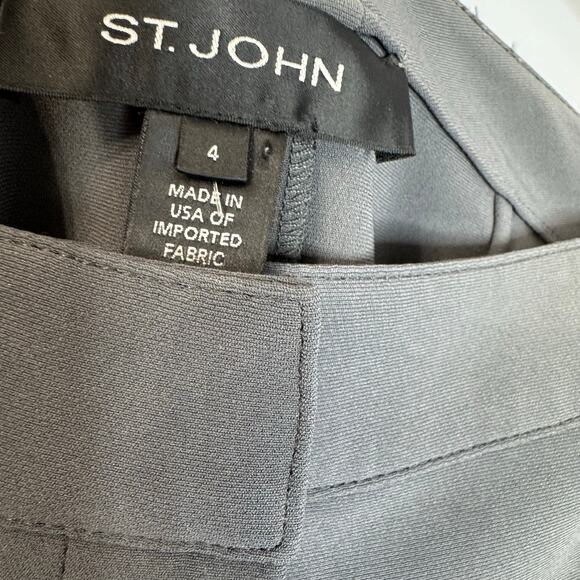 ST. JOHN
4
MADE IN
USA OF
IMPORTED
FABRIC